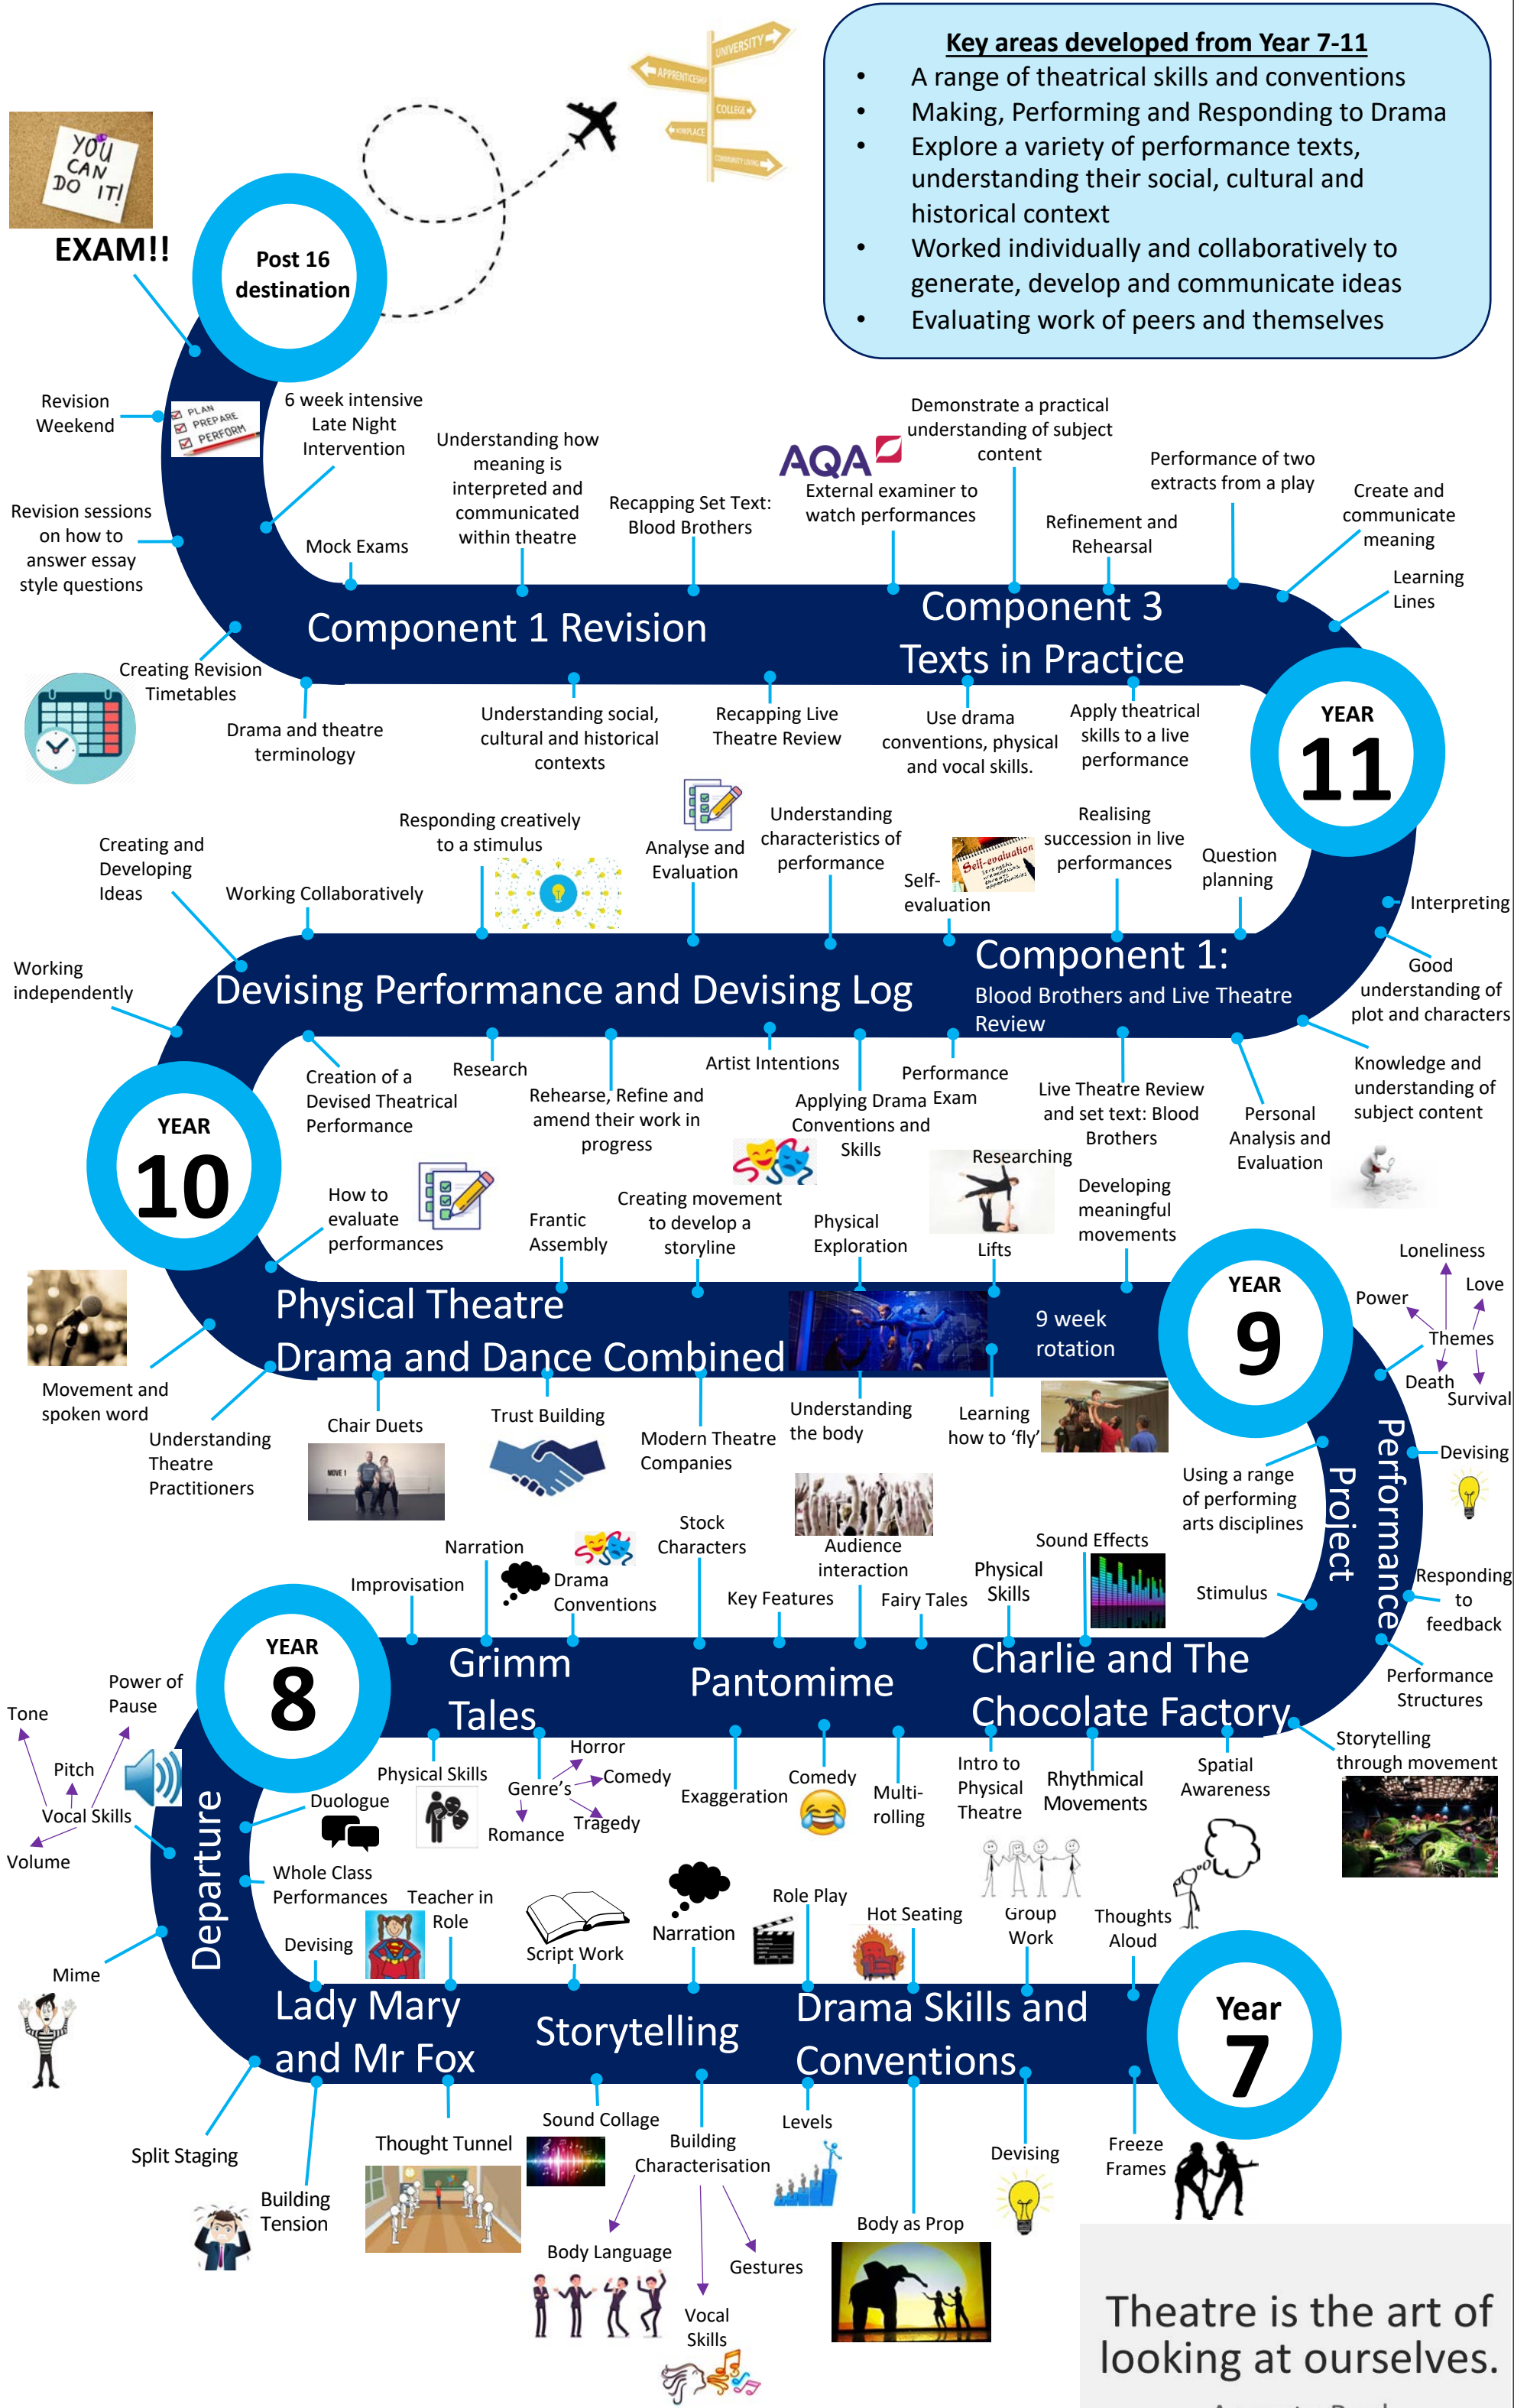 Key areas developed from Year 7-11
• A range of theatrical skills and conventions
• Making, Performing and Responding to Drama
• Explore a variety of performance texts,
understanding their social, cultural and
historical context
• Worked individually and collaboratively to
generate, develop and communicate ideas
• Evaluating work of peers and themselves
UNIVERSITY
APPRENTICESHIP
COLLEGE
WORKPLACE
COMMUNITY LIVING
YOU
CAN
DO IT!
EXAM!!
Post 16
destination
Revision
Weekend
PLAN
PREPARE
PERFORM
6 week intensive
Late Night
Intervention
Revision sessions
on how to
answer essay
style questions
Mock Exams
Understanding how
meaning is
interpreted and
communicated
within theatre
Recapping Set Text:
Blood Brothers
AQA
External examiner to
watch performances
Demonstrate a practical
understanding of subject
content
Refinement and
Rehearsal
Performance of two
extracts from a play
Create and
communicate
meaning
Learning
Lines
Component 1 Revision
Component 3
Texts in Practice
Creating Revision
Timetables
Drama and theatre
terminology
Understanding social,
cultural and historical
contexts
Recapping Live
Theatre Review
Use drama
conventions, physical
and vocal skills.
Apply theatrical
skills to a live
performance
YEAR
11
Creating and
Developing
Ideas
Working Collaboratively
Responding creatively
to a stimulus
Analyse and
Evaluation
Understanding
characteristics of
performance
Self-
evaluation
Self-evaluation
Realising
succession in live
performances
Question
planning
Interpreting
Good
understanding of
plot and characters
Knowledge and
understanding of
subject content
Working
independently
Devising Performance and Devising Log
Component 1:
Blood Brothers and Live Theatre
Review
Creation of a
Devised Theatrical
Performance
Research
Rehearse, Refine and
amend their work in
progress
Artist Intentions
Applying Drama
Conventions and
Skills
Performance
Exam
Live Theatre Review
and set text: Blood
Brothers
Personal
Analysis and
Evaluation
YEAR
10
How to
evaluate
performances
Frantic
Assembly
Creating movement
to develop a
storyline
Physical
Exploration
Researching
Lifts
Developing
meaningful
movements
Physical Theatre
Drama and Dance Combined
9 week
rotation
YEAR
9
Loneliness
Power
Love
Themes
Death
Survival
Movement and
spoken word
Understanding
Theatre
Practitioners
Chair Duets
MOVE 1
Trust Building
Modern Theatre
Companies
Understanding
the body
Learning
how to ‘fly’
Using a range
of performing
arts disciplines
Performance
Project
Devising
Stimulus
Responding
to
feedback
Performance
Structures
Storytelling
through movement
Improvisation
Narration
Drama
Conventions
Stock
Characters
Key Features
Audience
interaction
Fairy Tales
Physical
Skills
Sound Effects
YEAR
8
Grimm
Tales
Pantomime
Charlie and The
Chocolate Factory
Physical Skills
Genre’s
Horror
Comedy
Tragedy
Romance
Exaggeration
Comedy
Multi-
rolling
Intro to
Physical
Theatre
Rhythmical
Movements
Spatial
Awareness
Tone
Power of
Pause
Pitch
Vocal Skills
Volume
Departure
Duologue
Whole Class
Performances
Mime
Devising
Teacher in
Role
Script Work
Narration
Role Play
Hot Seating
Group
Work
Thoughts
Aloud
Lady Mary
and Mr Fox
Storytelling
Drama Skills and
Conventions
Year
7
Split Staging
Building
Tension
Thought Tunnel
Sound Collage
Building
Characterisation
Body Language
Vocal
Skills
Gestures
Levels
Body as Prop
Devising
Freeze
Frames
Theatre is the art of
looking at ourselves.